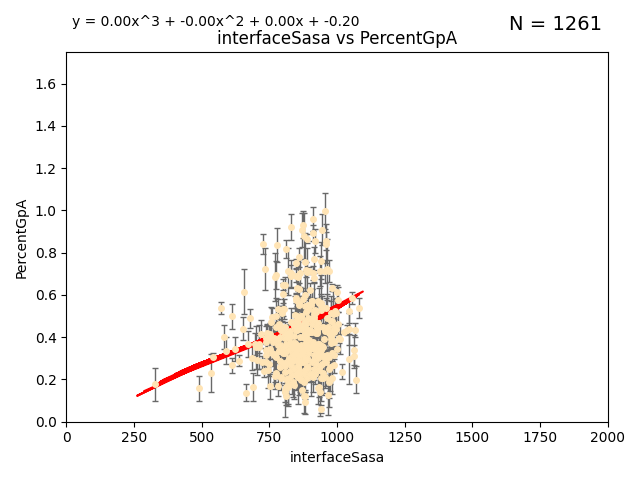 y = 0.00x^3 + -0.00x^2 + 0.00x + -0.20
N = 1261
interfaceSasa vs PercentGpA
1.6
1.4
1.2
1.0
0.8
0.6
0.4
0.2
0.0
PercentGpA
0 250 500 750 1000 1250 1500 1750 2000
interfaceSasa